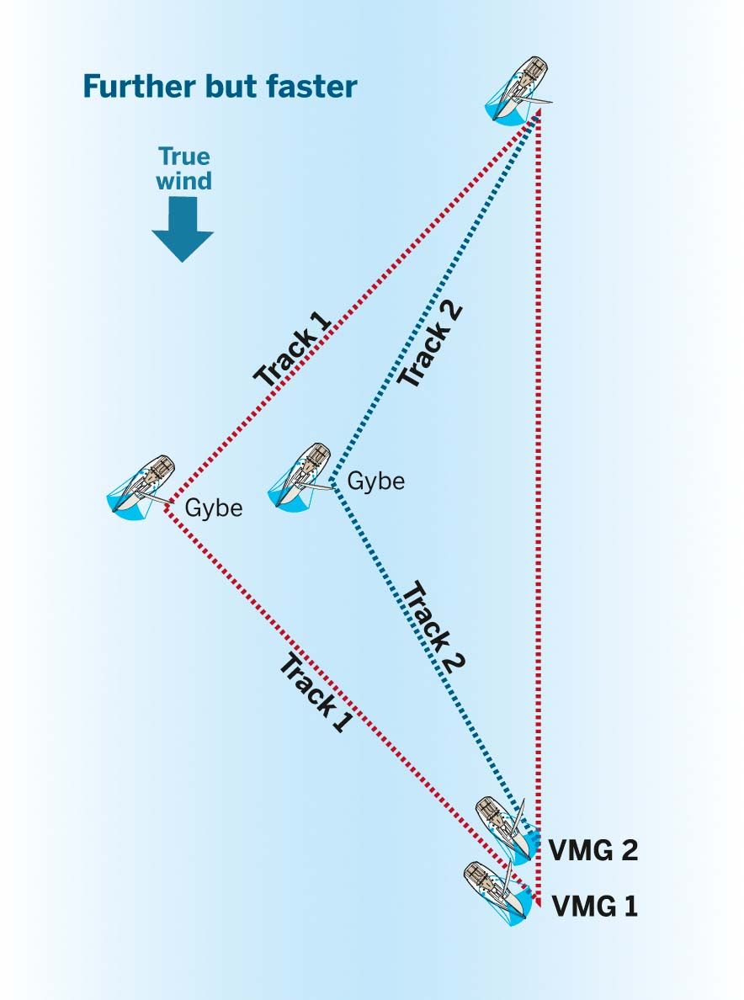 Further but faster
True
wind
Track 1
Track 2
Gybe
Gybe
Track 2
Track 1
VMG 2
VMG 1